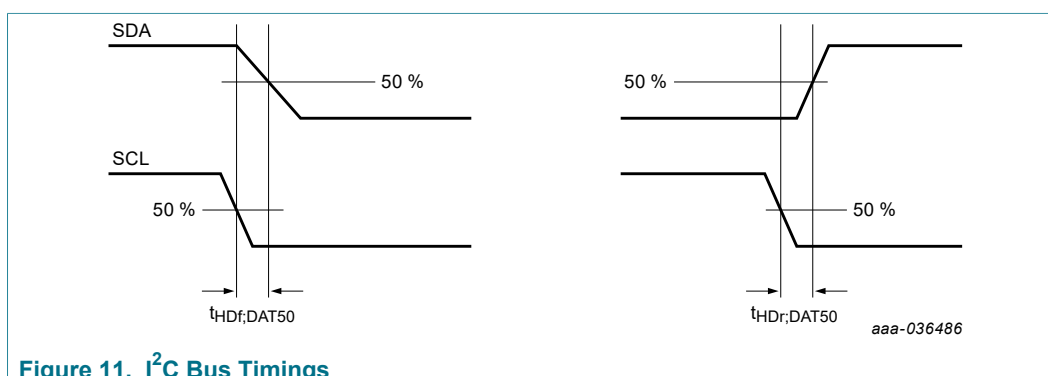 SDA
50 %
50 %
SCL
50 %
50 %
tHDf;DAT50
tHDr;DAT50
aaa-036486
Figure 11. I2C Bus Timings